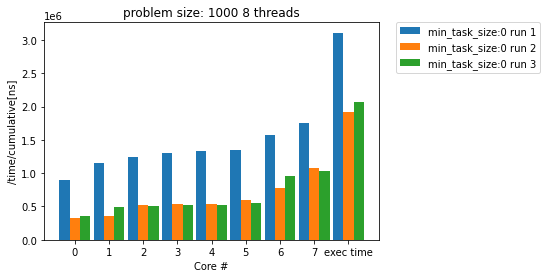 problem size: 1000 8 threads
1e6
3.0
2.5
2.0
1.5
1.0
0.5
0.0
/time/cumulative[ns]
0 1 2 3 4 5 6 7 exec time
Core #
min_task_size:0 run 1
min_task_size:0 run 2
min_task_size:0 run 3